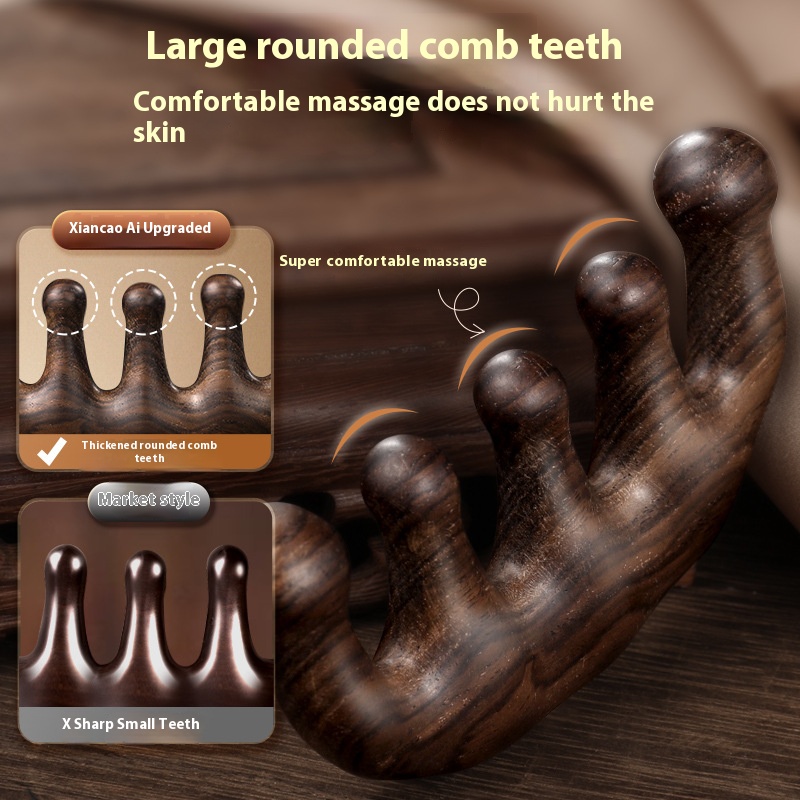 Large rounded comb teeth
Comfortable massage does not hurt the
skin
Xiancao Ai Upgraded
Super comfortable massage
Thickened rounded comb
teeth
Market style
X Sharp Small Teeth